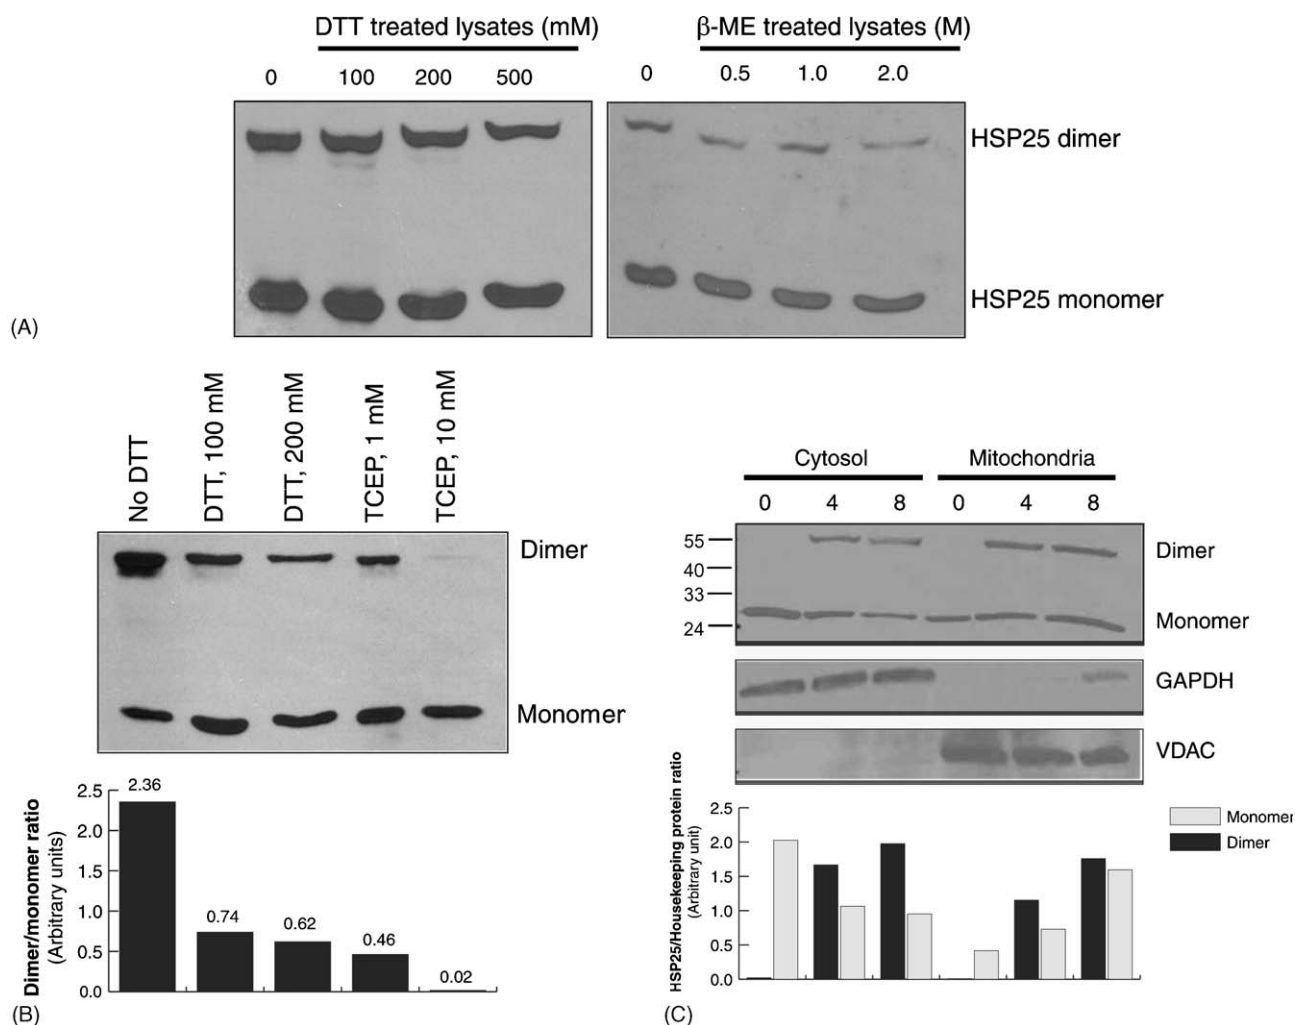 DTT treated lysates (mM)
β-ME treated lysates (M)
0 100 200 500
0 0.5 1.0 2.0
HSP25 dimer
HSP25 monomer
(A)
No DTT
DTT, 100 mM
DTT, 200 mM
TCEP, 1 mM
TCEP, 10 mM
Dimer
Monomer
Dimer/monomer ratio
(Arbitrary units)
2.5
2.0
1.5
1.0
0.5
0.0
2.36
0.74
0.62
0.46
0.02
(B)
Cytosol Mitochondria
0 4 8 0 4 8
55
40
33
24
Dimer
Monomer
GAPDH
VDAC
HSP25/Housekeeping protein ratio
(Arbitrary unit)
2.5
2.0
1.5
1.0
0.5
0.0
Monomer
Dimer
(C)